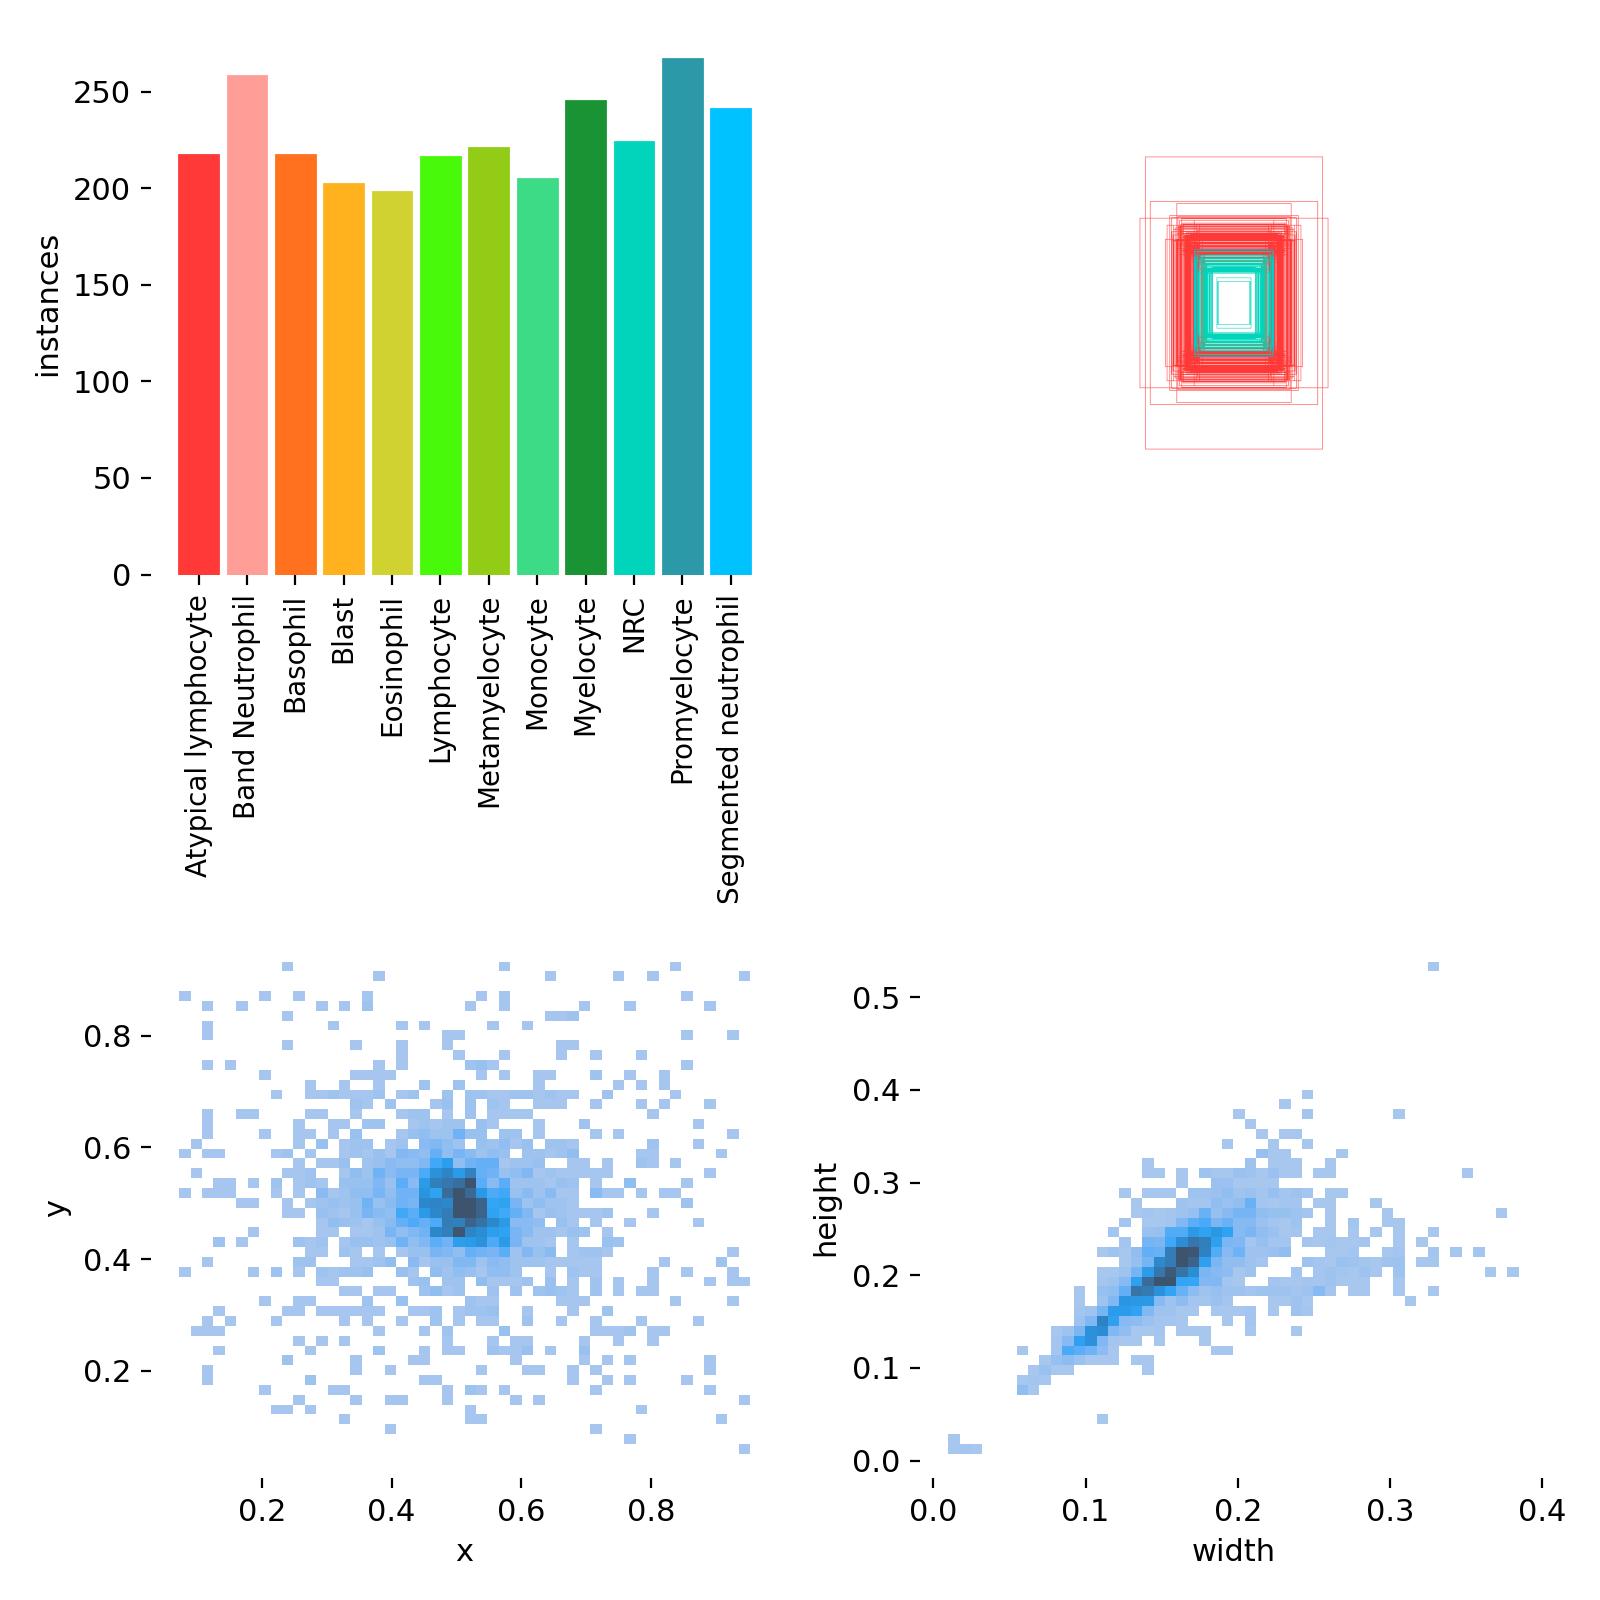 250
200
150
100
50
0
instances
Atypical lymphocyte
Band Neutrophil
Basophil
Blast
Eosinophil
Lymphocyte
Metamyelocyte
Monocyte
Myelocyte
NRC
Promyelocyte
Segmented neutrophil
0.8
0.6
0.4
0.2
y
0.2 0.4 0.6 0.8
x
0.5
0.4
0.3
0.2
0.1
0.0
height
0.0 0.1 0.2 0.3 0.4
width